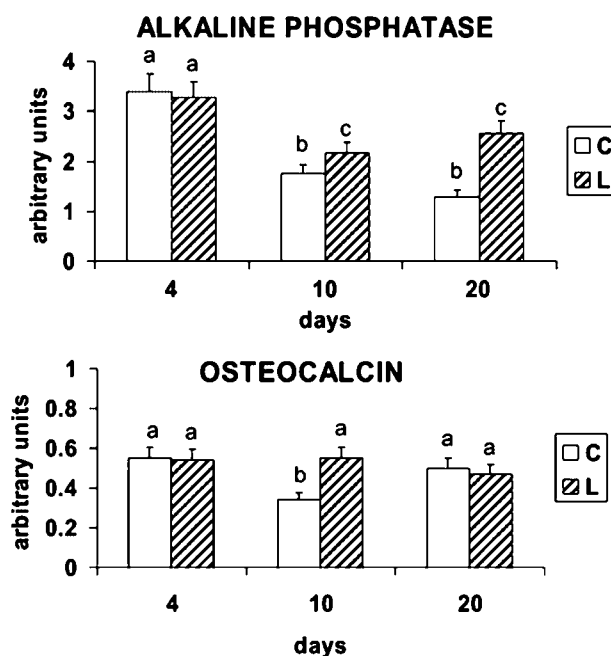 ALKALINE PHOSPHATASE
arbitrary units
4
3
2
1
0
a a
b c
b c
4 10 20
days
C
L
OSTEOCALCIN
arbitrary units
1
0.8
0.6
0.4
0.2
0
a a
b a
a a
4 10 20
days
C
L